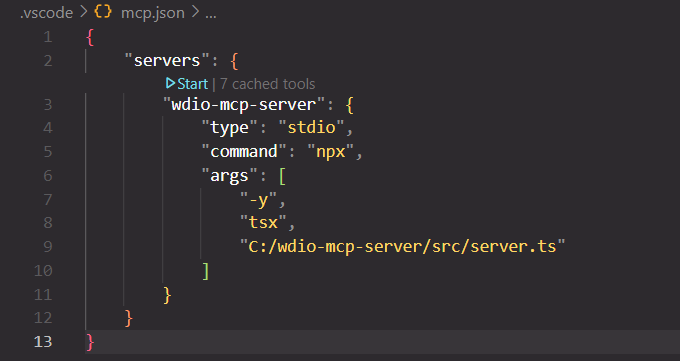 .vscode > {} mcp.json > ...
1 {
2 "servers": {
Start | 7 cached tools
3 "wdio-mcp-server": {
4 "type": "stdio",
5 "command": "npx",
6 "args": [
7 "-y",
8 "tsx",
9 "C:/wdio-mcp-server/src/server.ts"
10 ]
11 }
12 }
13 }